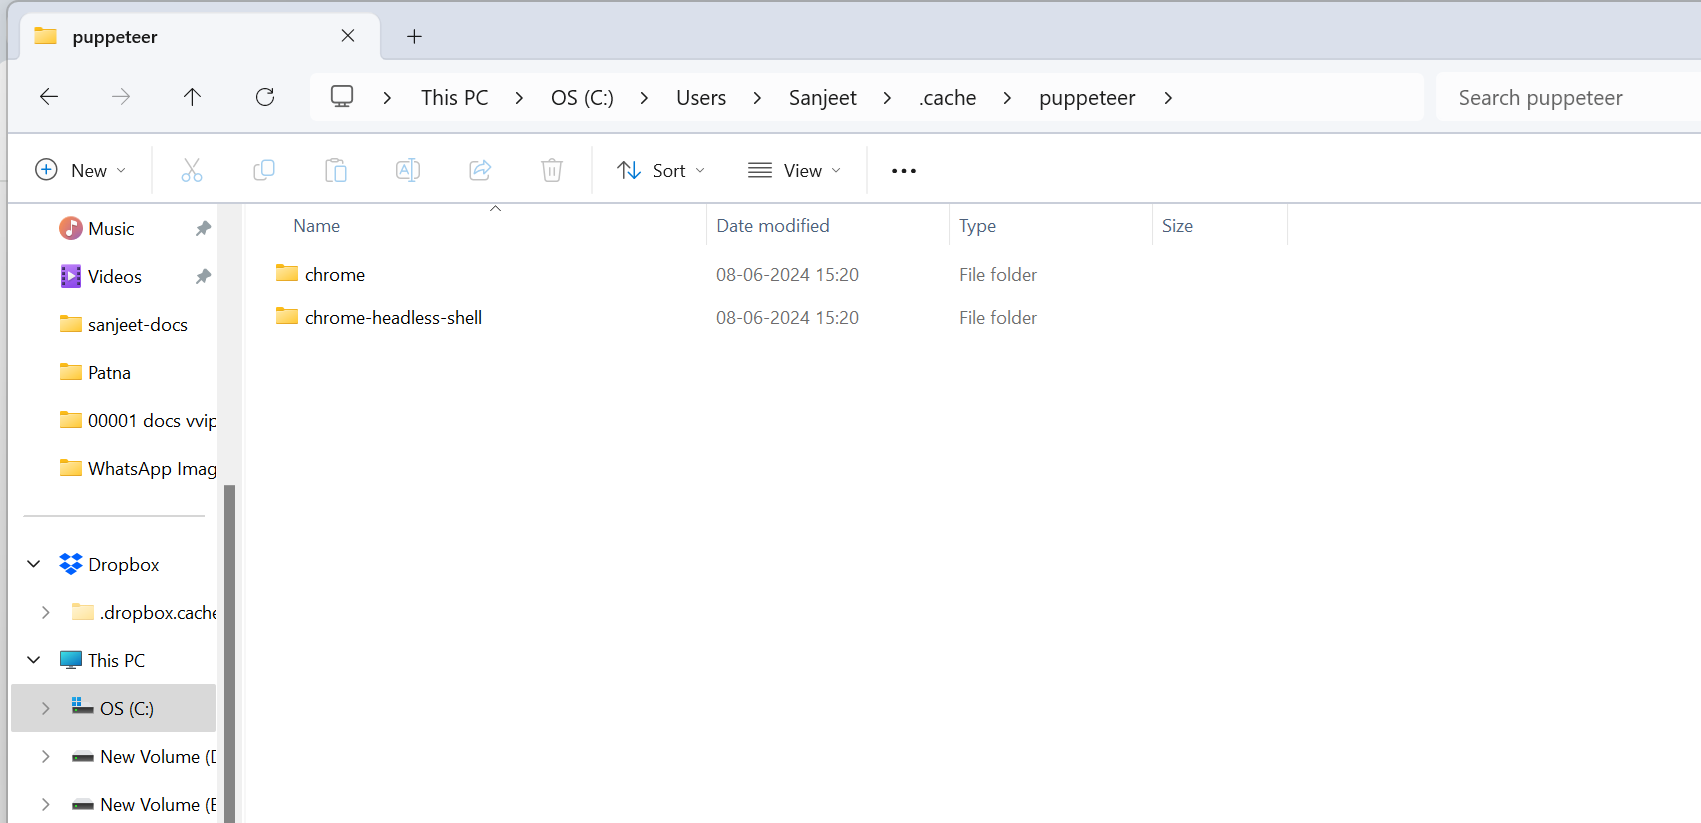 puppeteer
This PC > OS (C:) > Users > Sanjeet > .cache > puppeteer >
Search puppeteer
New
Sort
View
Name
Date modified
Type
Size
chrome 08-06-2024 15:20 File folder
chrome-headless-shell 08-06-2024 15:20 File folder
Music
Videos
sanjeet-docs
Patna
00001 docs vvip
WhatsApp Imag
Dropbox
.dropbox.cache
This PC
OS (C:)
New Volume (D
New Volume (E